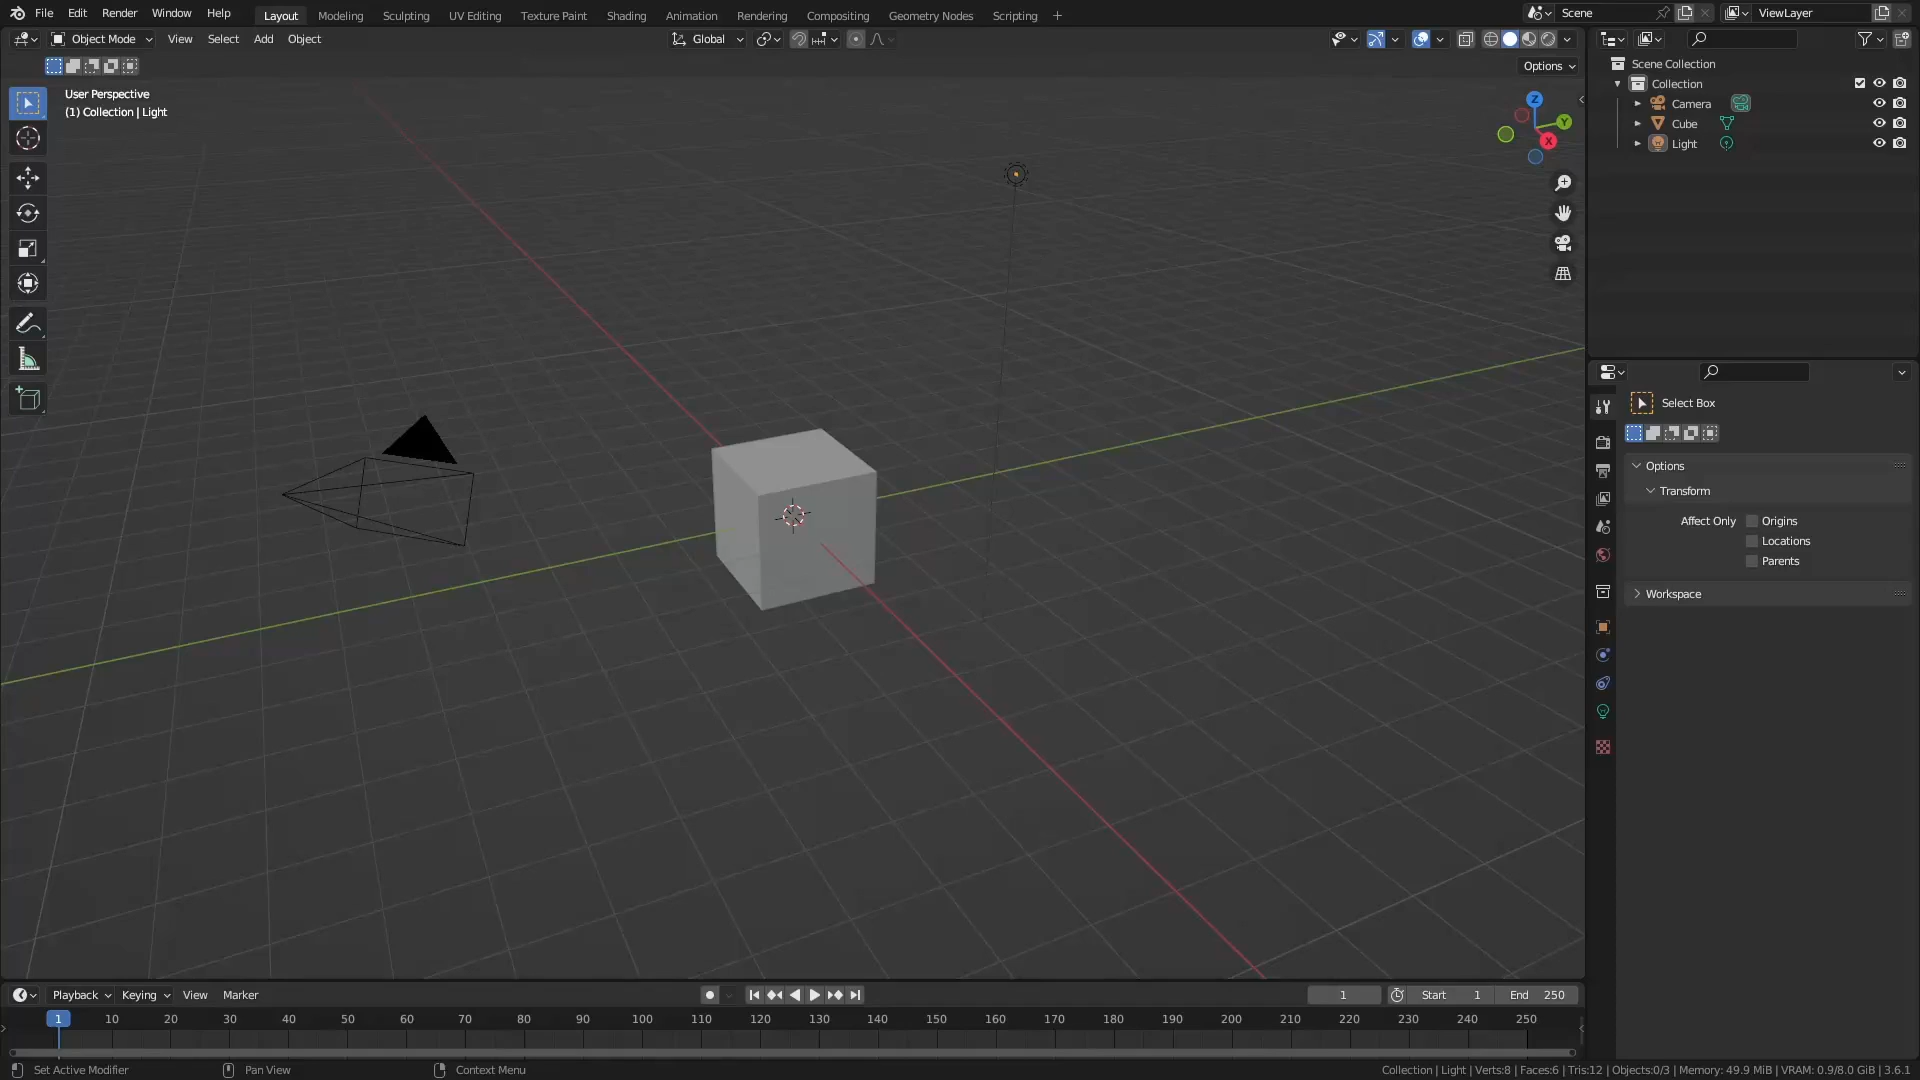 File Edit Render Window Help Layout Modeling Sculpting UV Editing Texture Paint Shading Animation Rendering Compositing Geometry Nodes Scripting + Scene ViewLayer
Object Mode View Select Add Object Global
Options
User Perspective
(1) Collection | Light
Z
Y
X
Scene Collection
Collection
Camera
Cube
Light
Select Box
Options
Transform
Affect Only Origins
Locations
Parents
Workspace
Playback Keying View Marker 1 Start 1 End 250
1 10 20 30 40 50 60 70 80 90 100 110 120 130 140 150 160 170 180 190 200 210 220 230 240 250
Set Active Modifier Pan View Context Menu Collection | Light | Verts:8 | Faces:6 | Tris:12 | Objects:0/3 | Memory: 49.9 MiB | VRAM: 0.9/8.0 GiB | 3.6.1